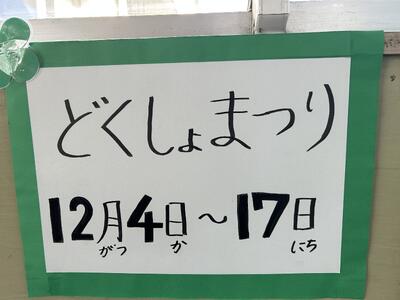 どくしょまつり
12月4日～17日
がつ か にち